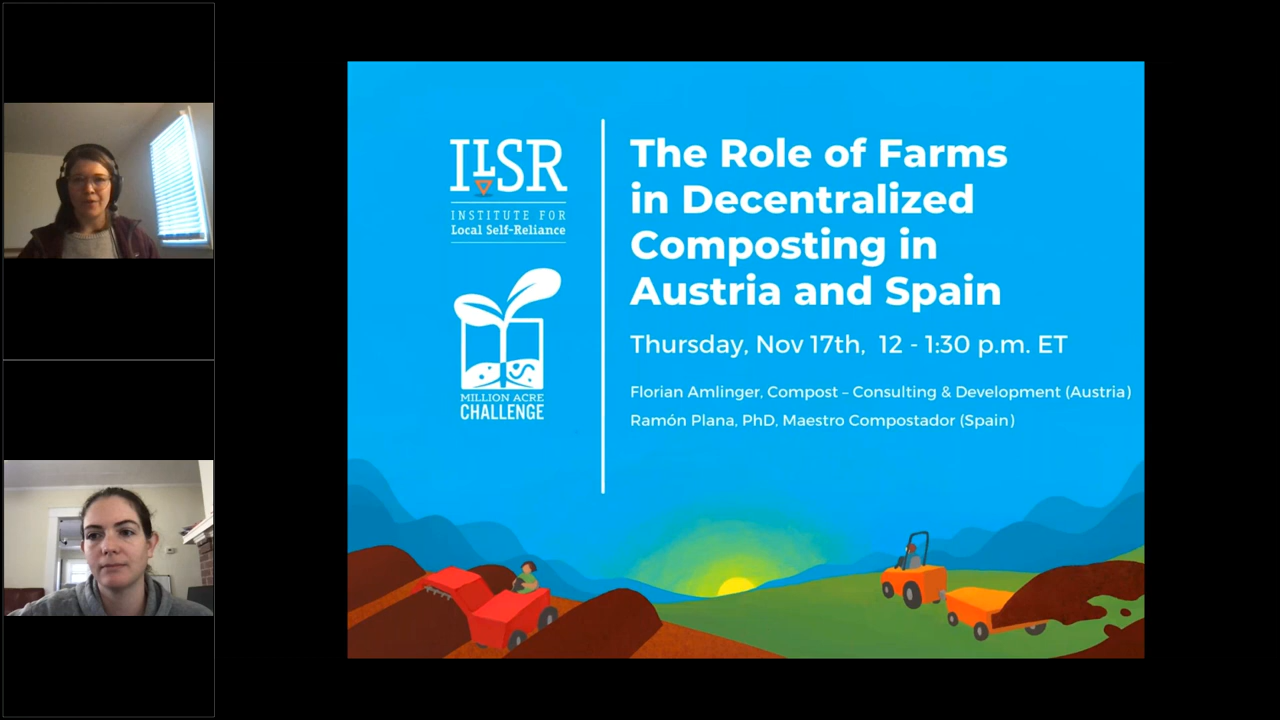 ILSR
INSTITUTE FOR
Local Self-Reliance
MILLION ACRE
CHALLENGE
The Role of Farms
in Decentralized
Composting in
Austria and Spain
Thursday, Nov 17th, 12 - 1:30 p.m. ET
Florian Amlinger, Compost – Consulting & Development (Austria)
Ramón Plana, PhD, Maestro Compostador (Spain)